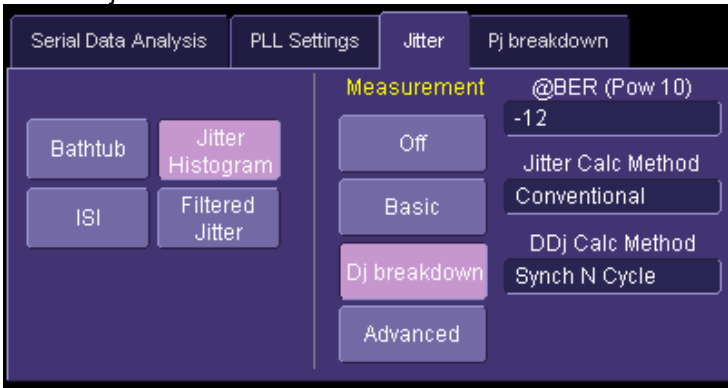 Serial Data Analysis
PLL Settings
Jitter
Pj breakdown
Bathtub
Jitter
Histogram
ISI
Filtered
Jitter
Measurement
Off
Basic
Dj breakdown
Advanced
@BER (Pow 10)
-12
Jitter Calc Method
Conventional
DDj Calc Method
Synch N Cycle